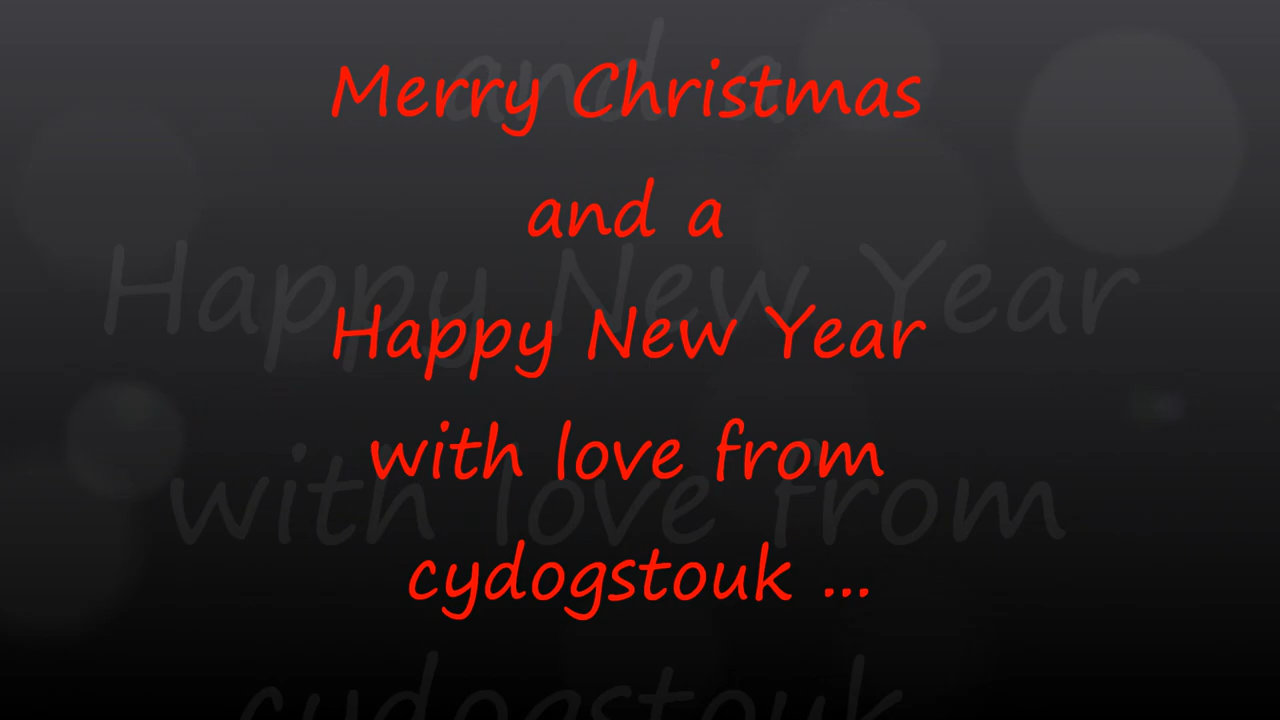 Merry Christmas
and a
Happy New Year
with love from
cydogstouk ...